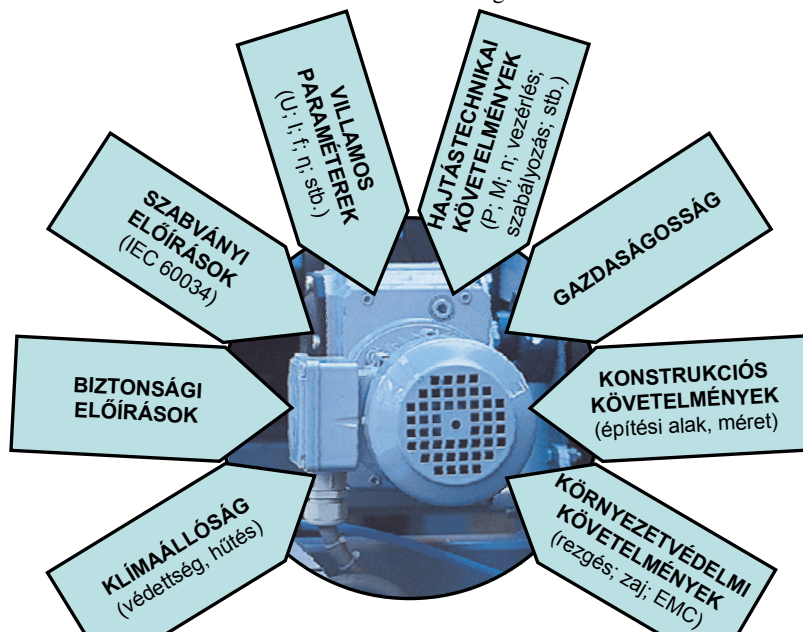 VILLAMOS
PARAMÉTEREK
(U; I; f; η; stb.)
HAJTÁSTECHNIKAI
KÖVETELMÉNYEK
(P; M; n; vezérlés;
szabályozás; stb.)
SZABVÁNYI
ELŐÍRÁSOK
(IEC 60034)
GAZDASÁGOSSÁG
BIZTONSÁGI
ELŐÍRÁSOK
KONSTRUKCIÓS
KÖVETELMÉNYEK
(építési alak, méret)
KLÍMAÁLLÓSÁG
(védettség, hűtés)
KÖRNYEZETVÉDELMI
KÖVETELMÉNYEK
(rezgés; zaj; EMC)